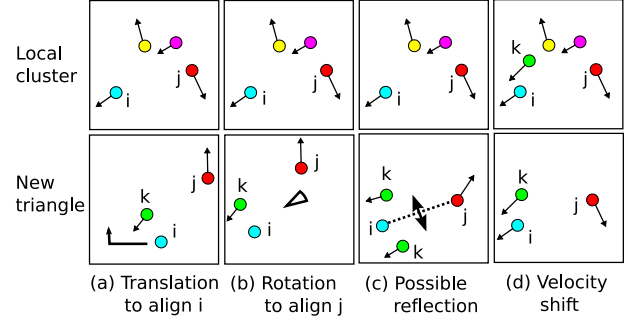 Local
cluster
i
j
i
j
i
j
k
i
j
New
triangle
k
i
j
k
i
j
k
i
j
k
k
i
j
(a) Translation
to align i
(b) Rotation
to align j
(c) Possible
reflection
(d) Velocity
shift